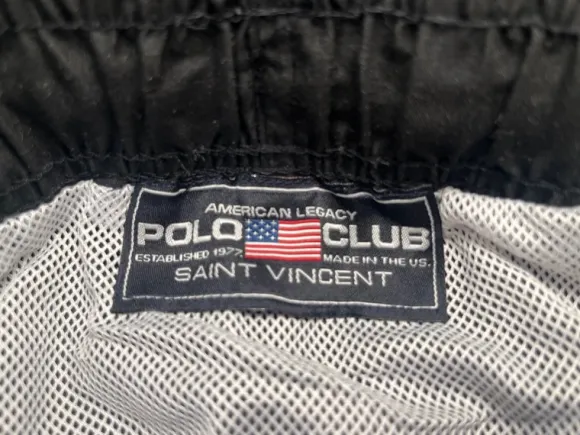 AMERICAN LEGACY
POLO CLUB
ESTABLISHED 1977. MADE IN THE US.
SAINT VINCENT